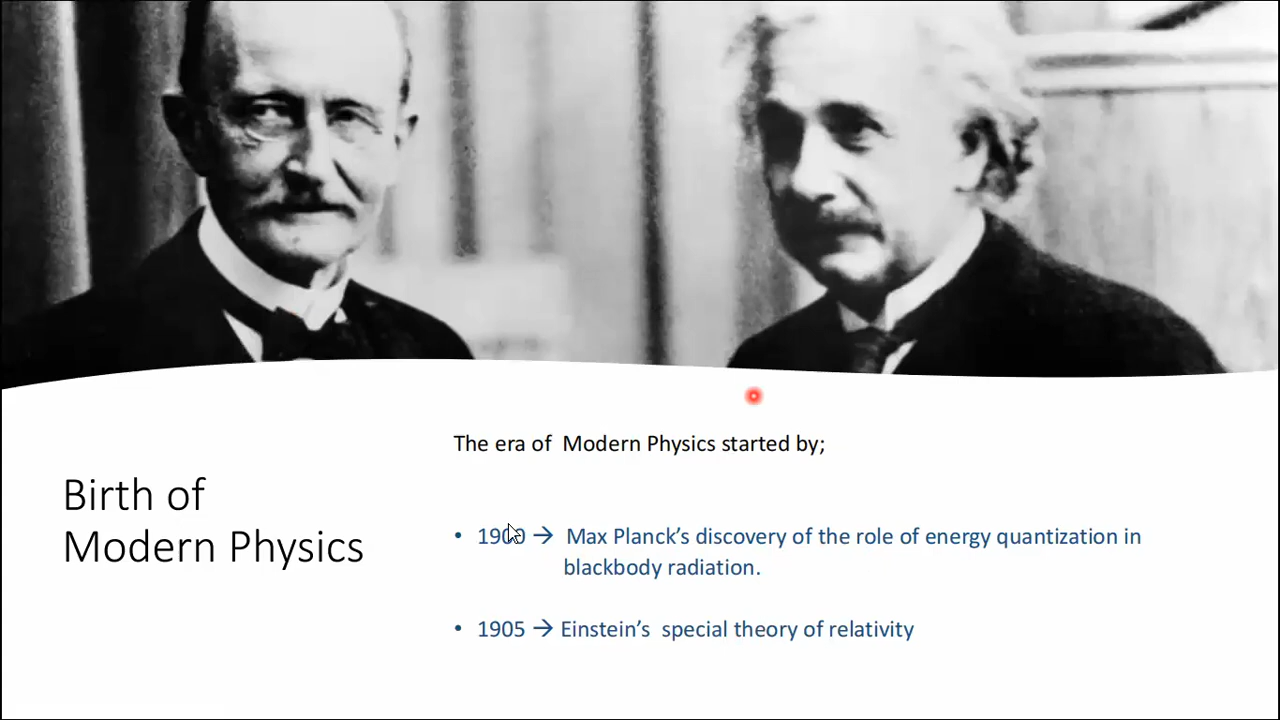 The era of  Modern Physics started by;
Birth of
Modern Physics
• 1900 → Max Planck’s discovery of the role of energy quantization in
blackbody radiation.
• 1905 → Einstein’s  special theory of relativity